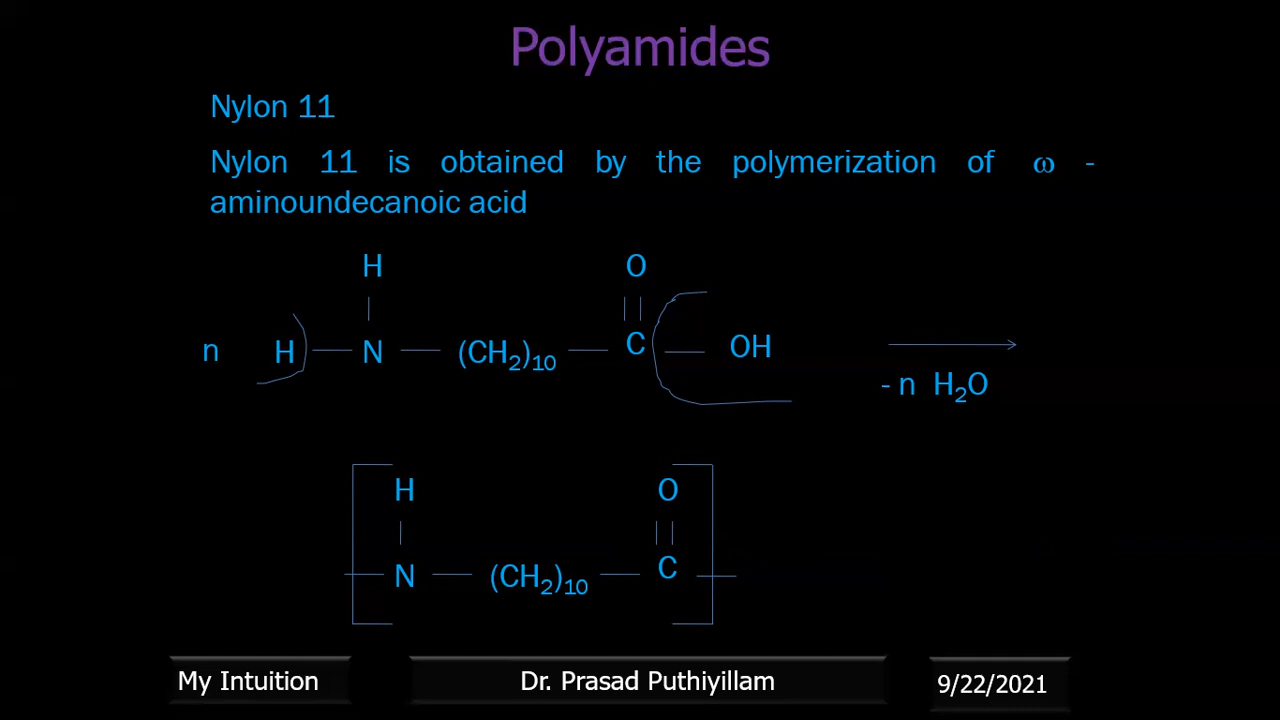 Polyamides
Nylon 11
Nylon 11 is obtained by the polymerization of ω -
aminoundecanoic acid
H O
n H N (CH₂)₁₀ C OH
- n H₂O
H O
N (CH₂)₁₀ C
My Intuition Dr. Prasad Puthiyillam 9/22/2021